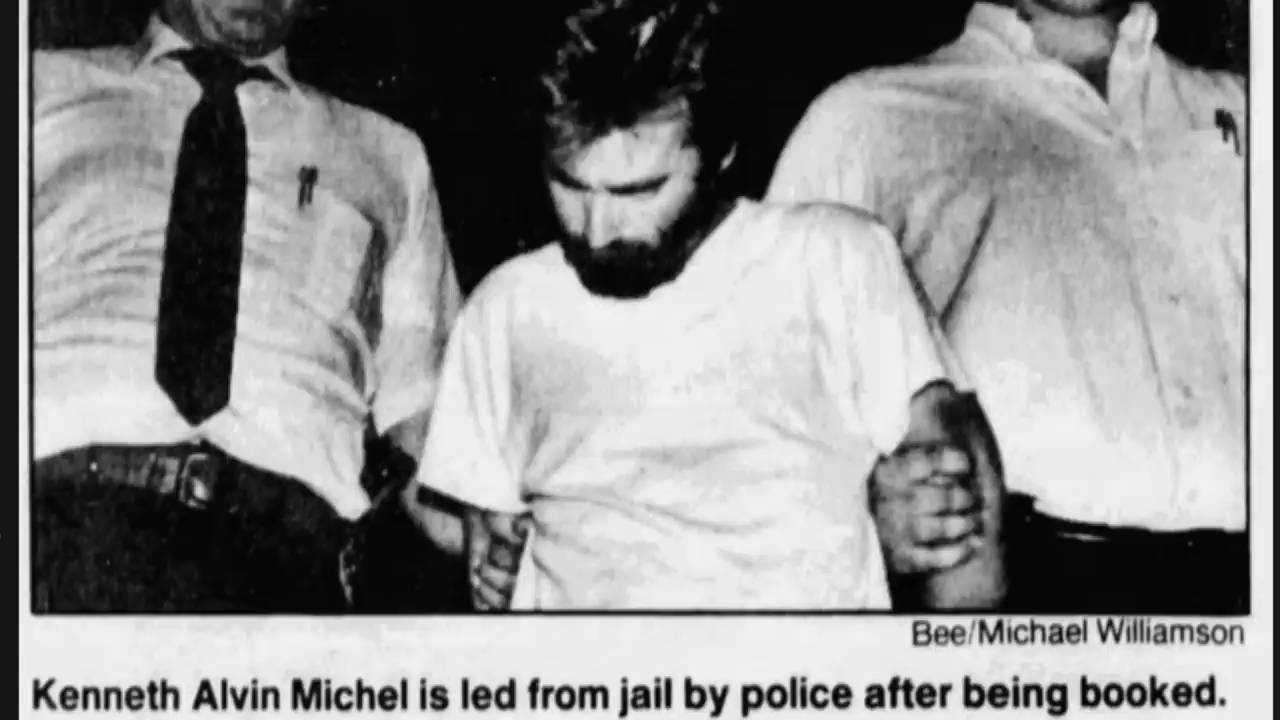 Bee/Michael Williamson
Kenneth Alvin Michel is led from jail by police after being booked.